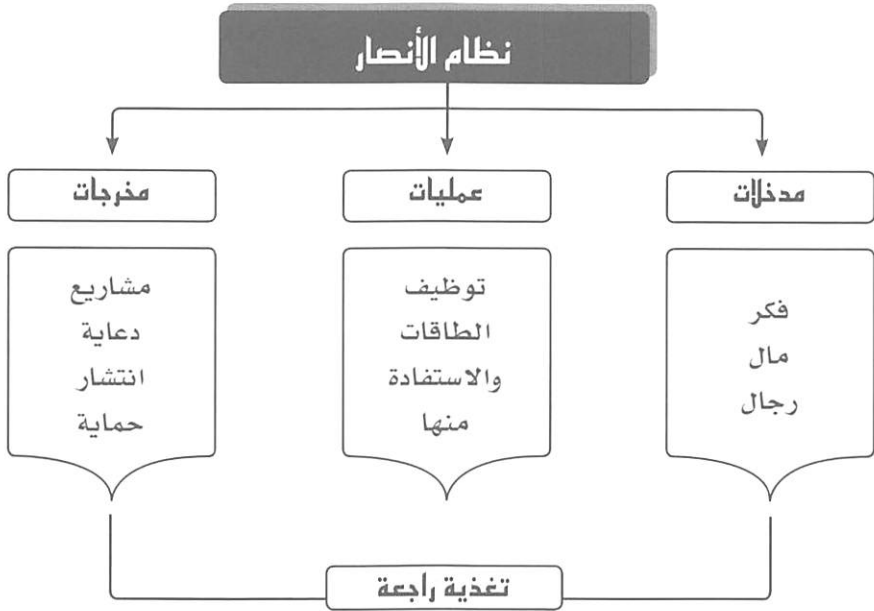 نظام الأنصار
مدخلات
عمليات
مخرجات
فكر
مال
رجال
توظيف
الطاقات
والاستفادة
منها
مشاريع
دعاية
انتشار
حماية
تغذية راجعة